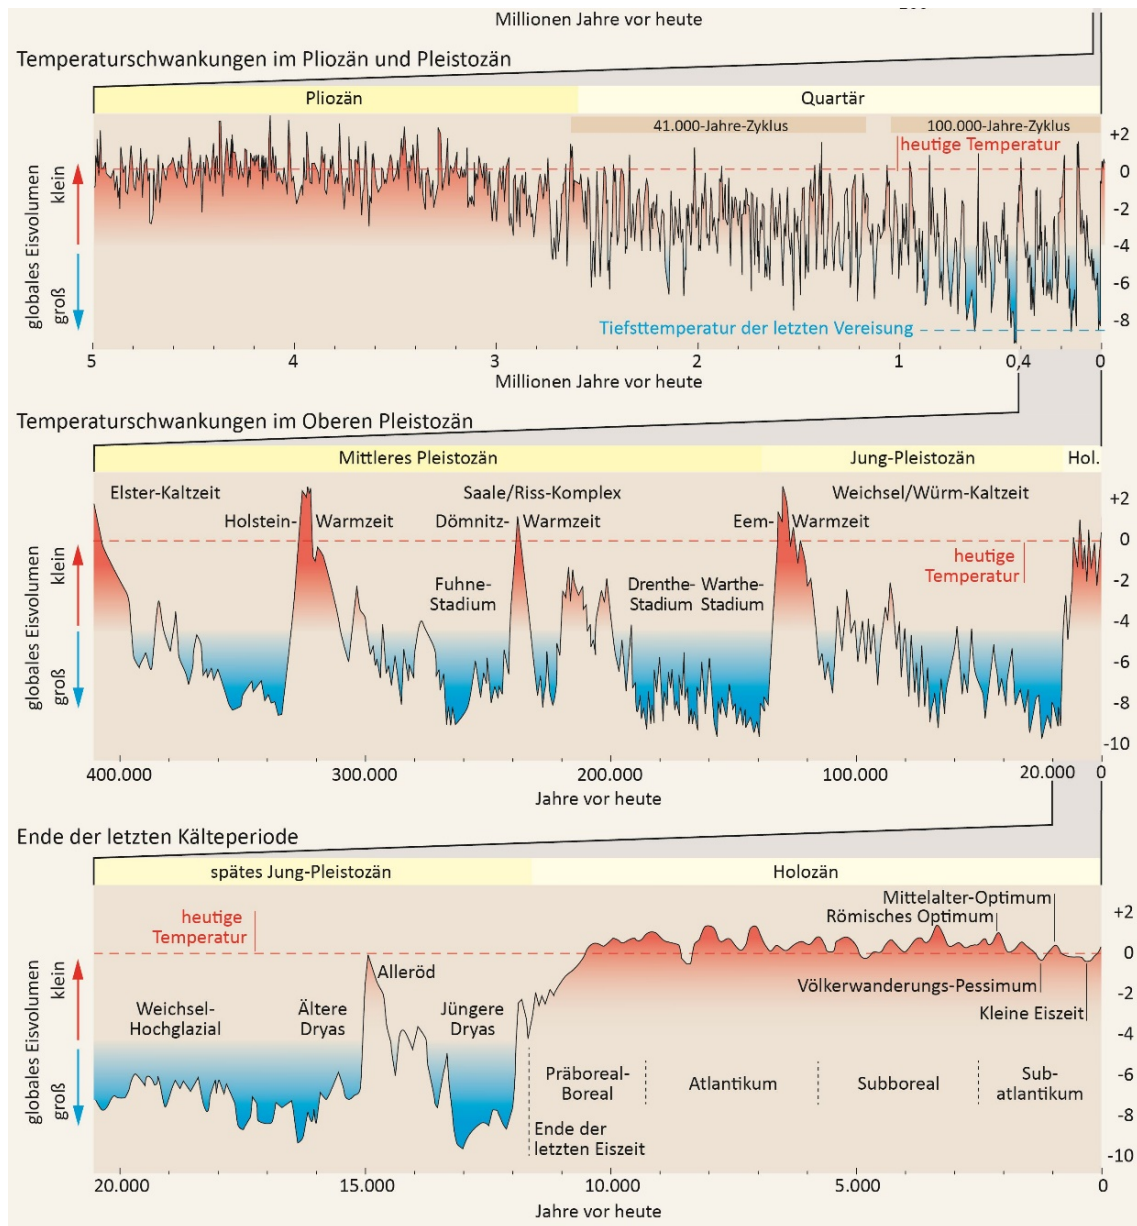 Millionen Jahre vor heute
Temperaturschwankungen im Pliozän und Pleistozän
Pliozän
Quartär
41.000-Jahre-Zyklus
100.000-Jahre-Zyklus
heutige Temperatur
+2
0
-2
-4
-6
-8
globales Eisvolumen
groß
klein
Tiefsttemperatur der letzten Vereisung
5
4
3
2
1
0,4
0
Millionen Jahre vor heute
Temperaturschwankungen im Oberen Pleistozän
Mittleres Pleistozän
Jung-Pleistozän
Hol.
Elster-Kaltzeit
Saale/Riss-Komplex
Weichsel/Würm-Kaltzeit
Holstein-Warmzeit
Dömnitz-Warmzeit
Eem-Warmzeit
heutige
Temperatur
Fuhne-
Stadium
Drenthe-
Stadium
Warthe-
Stadium
+2
0
-2
-4
-6
-8
-10
globales Eisvolumen
groß
klein
400.000
300.000
200.000
100.000
20.000
0
Jahre vor heute
Ende der letzten Kälteperiode
spätes Jung-Pleistozän
Holozän
heutige
Temperatur
Mittelalter-Optimum
Römisches Optimum
Alleröd
Völkerwanderungs-Pessimum
Kleine Eiszeit
Weichsel-
Hochglazial
Ältere
Dryas
Jüngere
Dryas
Präboreal-
Boreal
Atlantikum
Subboreal
Sub-
atlantikum
Ende der
letzten Eiszeit
+2
0
-2
-4
-6
-8
-10
globales Eisvolumen
groß
klein
20.000
15.000
10.000
5.000
0
Jahre vor heute